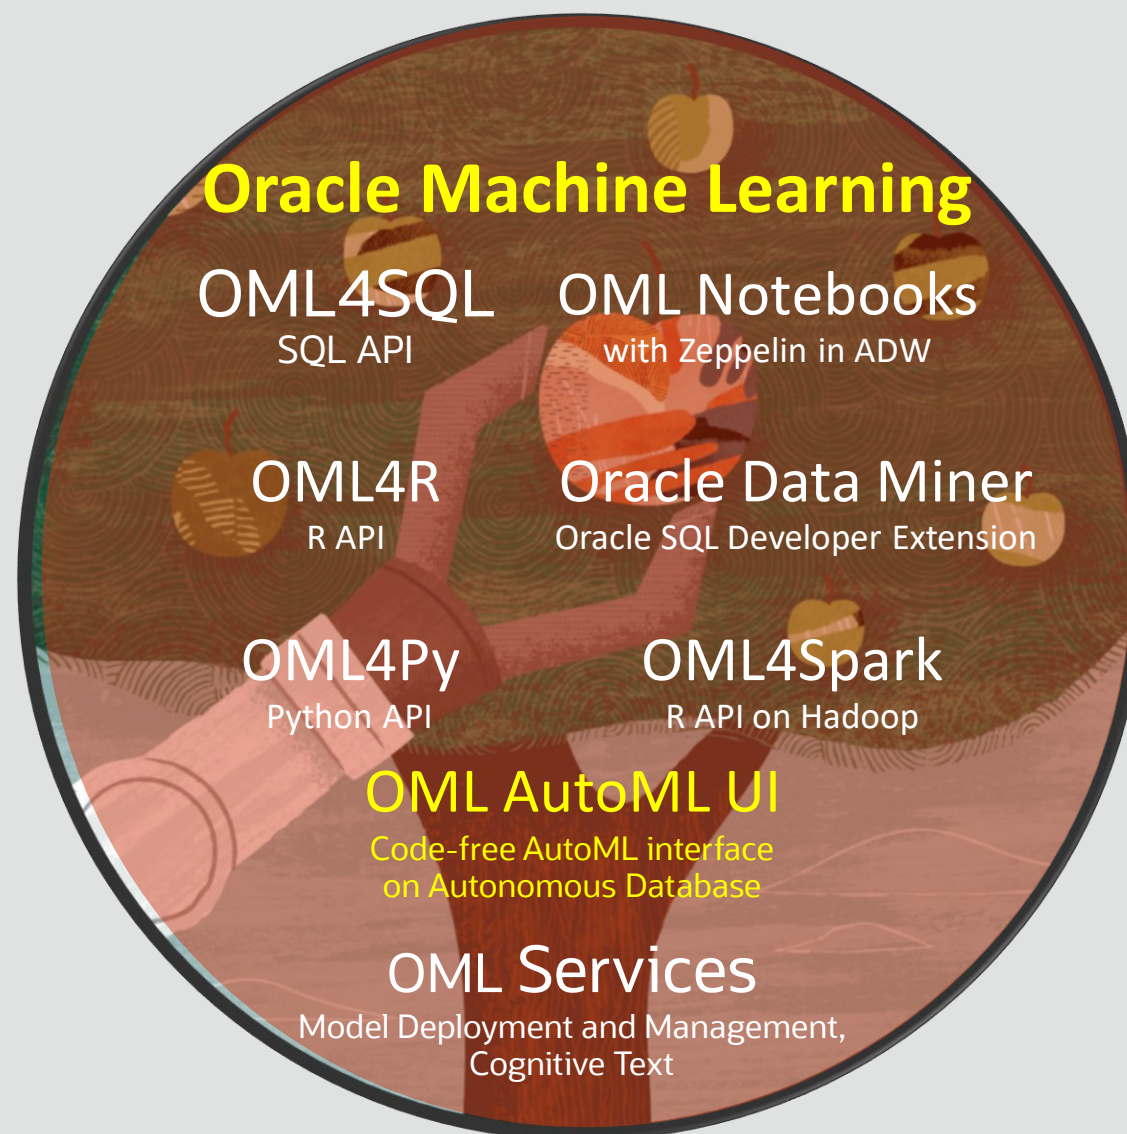 Oracle Machine Learning
OML4SQL
SQL API
OML Notebooks
with Zeppelin in ADW
OML4R
R API
Oracle Data Miner
Oracle SQL Developer Extension
OML4Py
Python API
OML4Spark
R API on Hadoop
OML AutoML UI
Code-free AutoML interface
on Autonomous Database
OML Services
Model Deployment and Management,
Cognitive Text